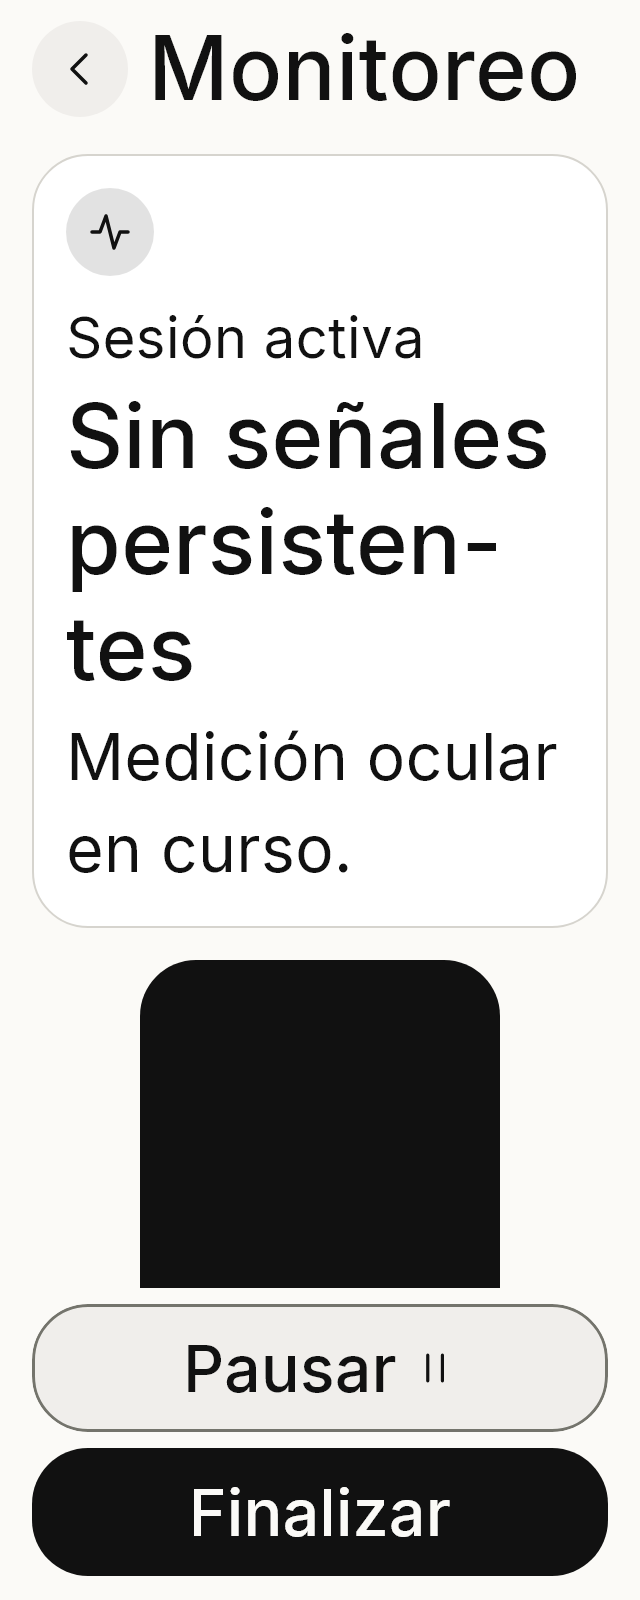 Monitoreo
Sesión activa
Sin señales
persisten-
tes
Medición ocular
en curso.
Pausar
Finalizar